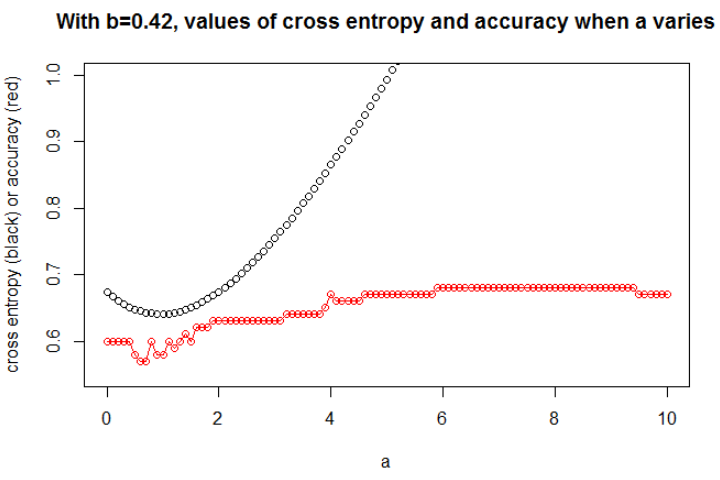 With b=0.42, values of cross entropy and accuracy when a varies
cross entropy (black) or accuracy (red)
1.0
0.9
0.8
0.7
0.6
0 2 4 6 8 10
a